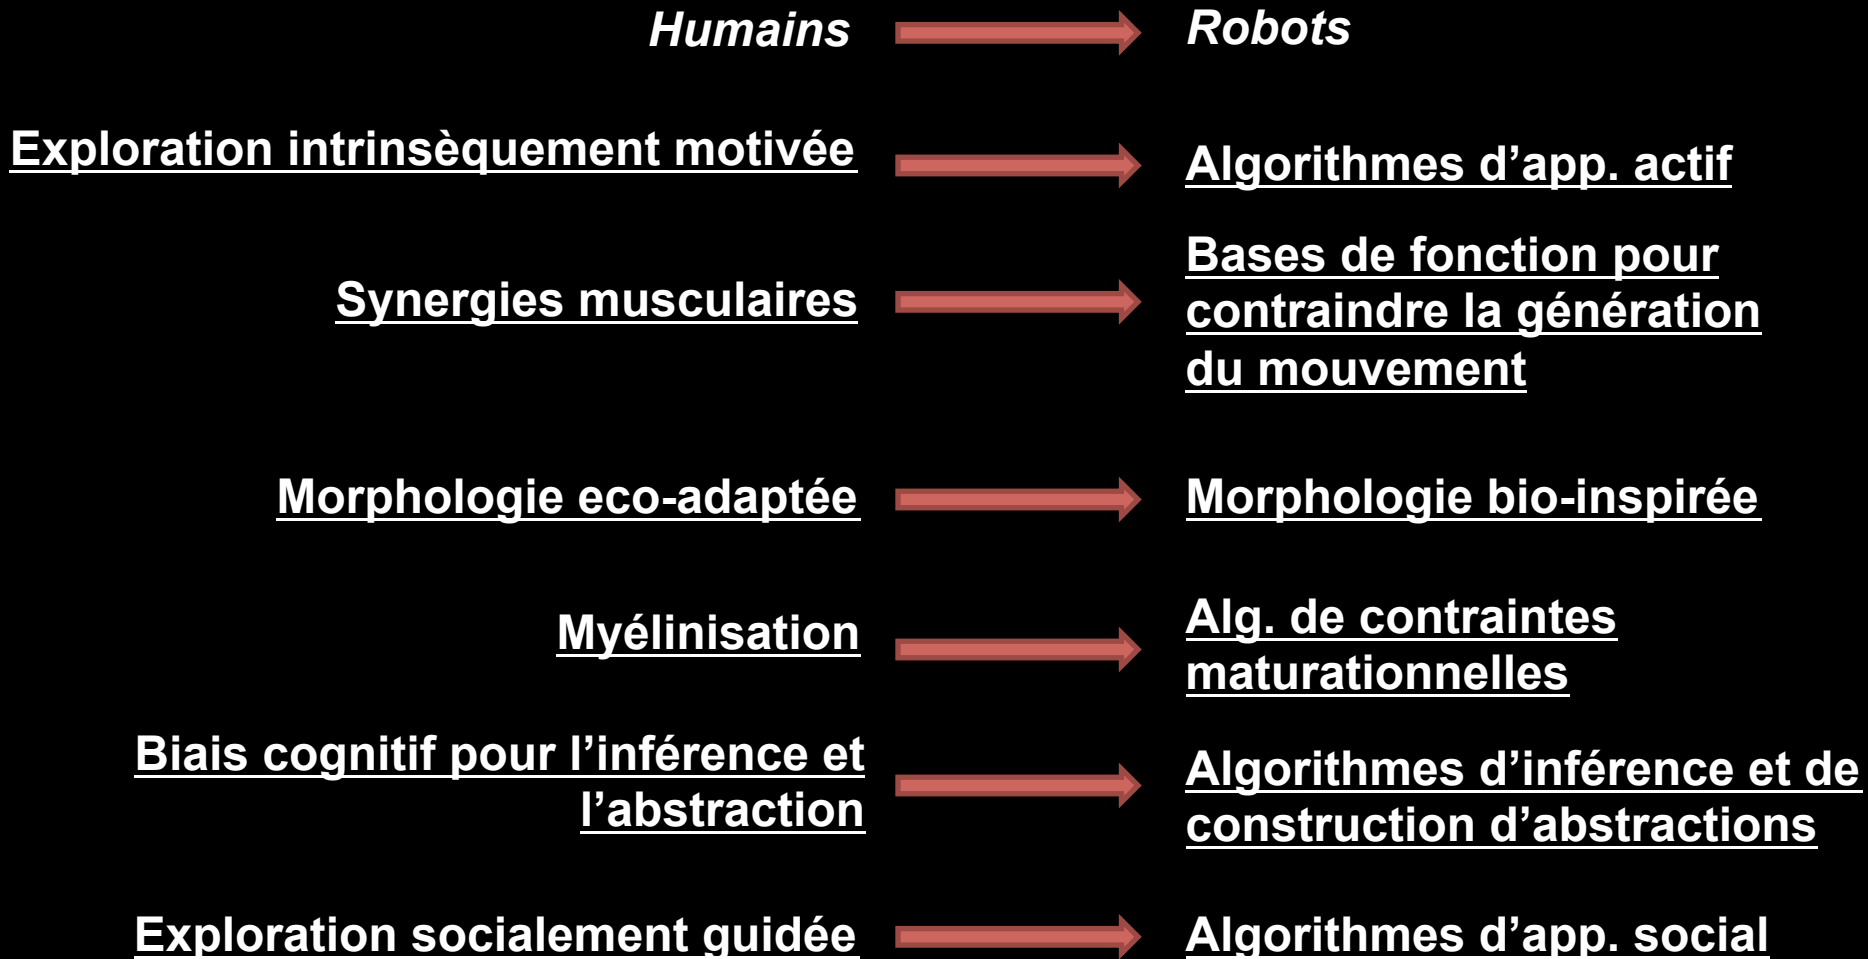 Humains
Robots
Exploration intrinsèquement motivée
Algorithmes d’app. actif
Synergies musculaires
Bases de fonction pour
contraindre la génération
du mouvement
Morphologie eco-adaptée
Morphologie bio-inspirée
Myélinisation
Alg. de contraintes
maturationnelles
Biais cognitif pour l’inférence et
l’abstraction
Algorithmes d’inférence et de
construction d’abstractions
Exploration socialement guidée
Algorithmes d’app. social